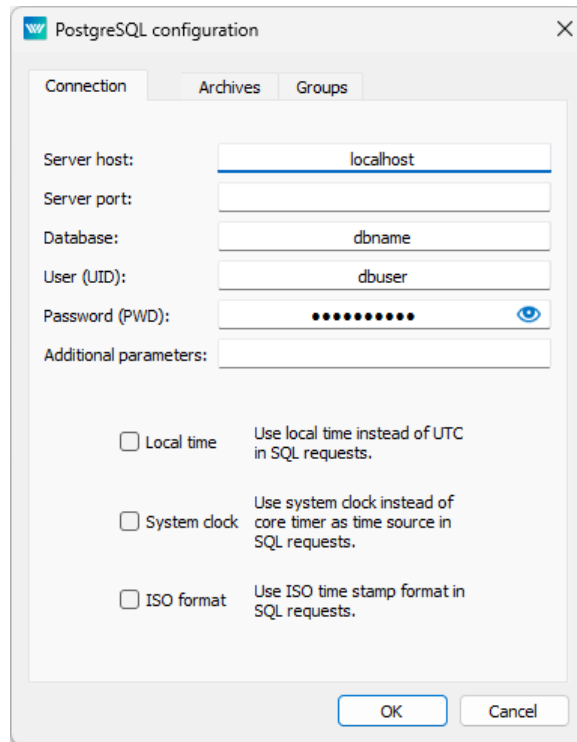 PostgreSQL configuration
Connection Archives Groups
Server host: localhost
Server port:
Database: dbname
User (UID): dbuser
Password (PWD): ●●●●●●●●●●
Additional parameters:
Local time Use local time instead of UTC
in SQL requests.
System clock Use system clock instead of
core timer as time source in
SQL requests.
ISO format Use ISO time stamp format in
SQL requests.
OK Cancel